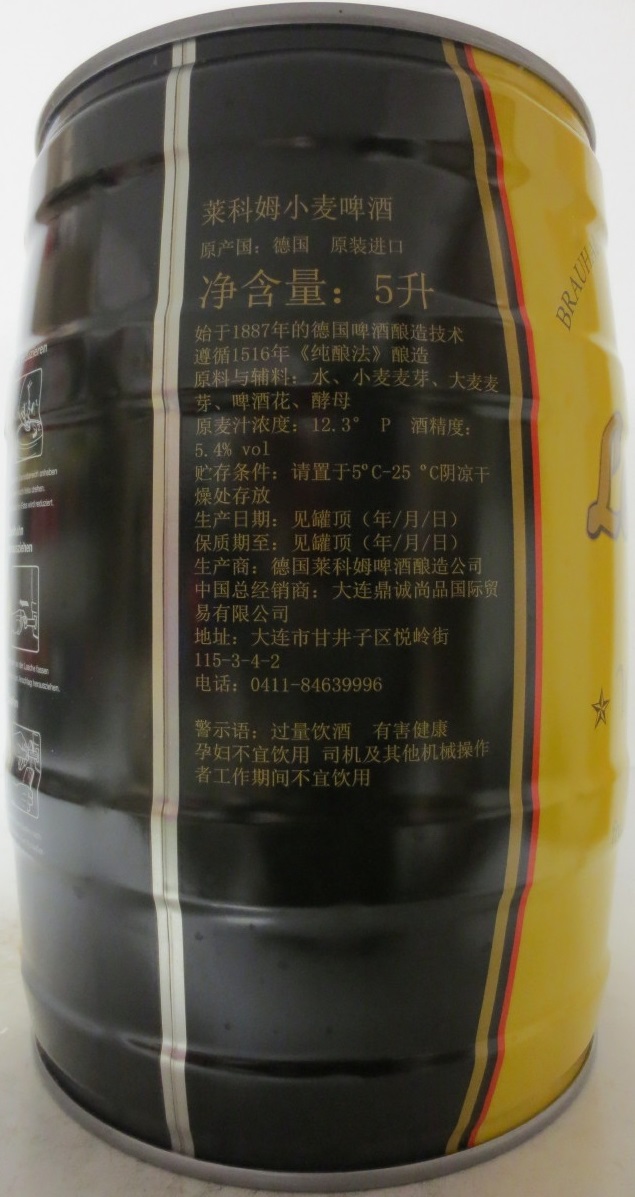 莱科姆小麦啤酒
原产国：德国 原装进口
净含量：5升
始于1887年的德国啤酒酿造技术
遵循1516年《纯酿法》酿造
原料与辅料：水、小麦麦芽、大麦麦
芽、啤酒花、酵母
原麦汁浓度：12.3° P 酒精度：
5.4% vol
贮存条件：请置于5°C-25 °C阴凉干
燥处存放
生产日期：见罐顶（年/月/日）
保质期至：见罐顶（年/月/日）
生产商：德国莱科姆啤酒酿造公司
中国总经销商：大连鼎诚尚品国际贸
易有限公司
地址：大连市甘井子区悦岭街
115-3-4-2
电话：0411-84639996
警示语：过量饮酒 有害健康
孕妇不宜饮用 司机及其他机械操作
者工作期间不宜饮用